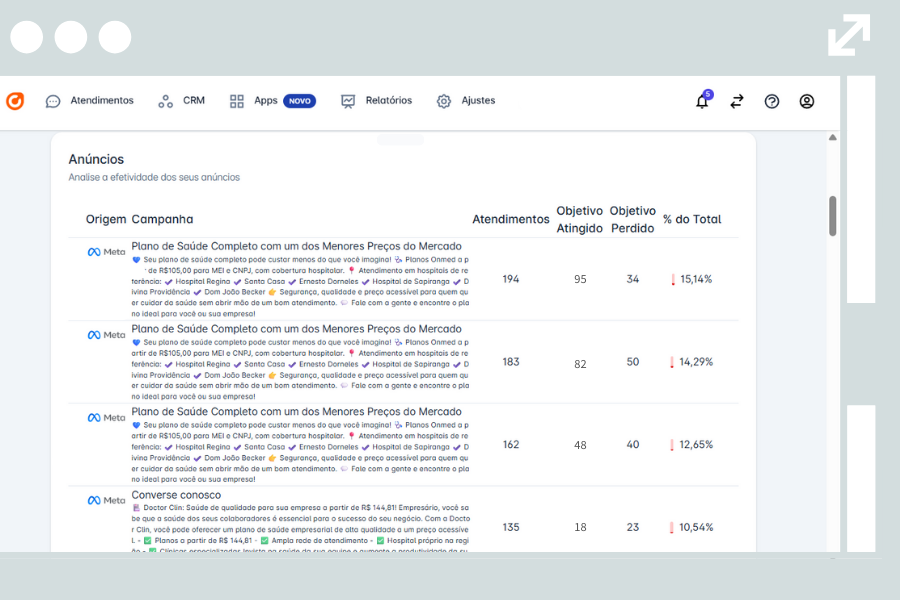 Atendimentos CRM Apps NOVO Relatórios Ajustes 5
Anúncios
Analise a efetividade dos seus anúncios
Origem Campanha Atendimentos Objetivo Atingido Objetivo Perdido % do Total
Meta Plano de Saúde Completo com um dos Menores Preços do Mercado
💙 Seu plano de saúde completo pode custar menos do que você imagina! 🩺 Planos Onmed a p
de R$105,00 para MEI e CNPJ, com cobertura hospitalar. 📍 Atendimento em hospitais de re
ferência: ✔ Hospital Regina ✔ Santa Casa ✔ Ernesto Dorneles ✔ Hospital de Sapiranga ✔ D
ivina Providência ✔ Dom João Becker 👉 Segurança, qualidade e preço acessível para quem qu
er cuidar da saúde sem abrir mão de um bom atendimento. 💬 Fale com a gente e encontre o pla
no ideal para você ou sua empresa!
194 95 34 15,14%
Meta Plano de Saúde Completo com um dos Menores Preços do Mercado
💙 Seu plano de saúde completo pode custar menos do que você imagina! 🩺 Planos Onmed a p
artir de R$105,00 para MEI e CNPJ, com cobertura hospitalar. 📍 Atendimento em hospitais de re
ferência: ✔ Hospital Regina ✔ Santa Casa ✔ Ernesto Dorneles ✔ Hospital de Sapiranga ✔ D
ivina Providência ✔ Dom João Becker 👉 Segurança, qualidade e preço acessível para quem qu
er cuidar da saúde sem abrir mão de um bom atendimento. 💬 Fale com a gente e encontre o pla
no ideal para você ou sua empresa!
183 82 50 14,29%
Meta Plano de Saúde Completo com um dos Menores Preços do Mercado
💙 Seu plano de saúde completo pode custar menos do que você imagina! 🩺 Planos Onmed a p
artir de R$105,00 para MEI e CNPJ, com cobertura hospitalar. 📍 Atendimento em hospitais de re
ferência: ✔ Hospital Regina ✔ Santa Casa ✔ Ernesto Dorneles ✔ Hospital de Sapiranga ✔ D
ivina Providência ✔ Dom João Becker 👉 Segurança, qualidade e preço acessível para quem qu
er cuidar da saúde sem abrir mão de um bom atendimento. 💬 Fale com a gente e encontre o pla
no ideal para você ou sua empresa!
162 48 40 12,65%
Meta Converse conosco
Doctor Clin: Saúde de qualidade para sua empresa a partir de R$ 144,81! Empresário, você sa
be que a saúde dos seus colaboradores é essencial para o sucesso do seu negócio. Com a Docto
r Clin, você pode oferecer um plano de saúde empresarial de alta qualidade a um preço acessíve
l. - ✅ Planos a partir de R$ 144,81 - ✅ Ampla rede de atendimento - ✅ Hospital próprio na regi
ão - ✅ Clínicas especializadas Invista na saúde da sua equipe e aumente a produtividade da su
135 18 23 10,54%